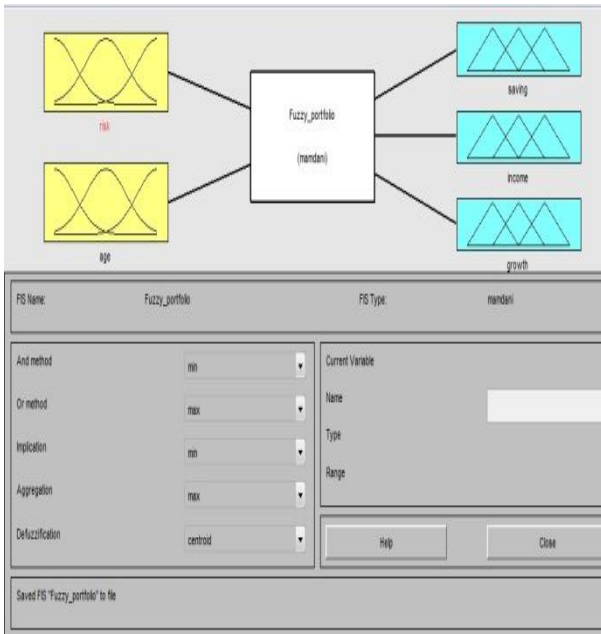 risk
age
Fuzzy_portfolo
(mamdani)
saving
income
growth
FIS Name: Fuzzy_portfolio FIS Type: mamdani
And method min
Or method max
Implication min
Aggregation max
Defuzzification centroid
Current Variable
Name
Type
Range
Help Close
Saved FIS "Fuzzy_portfolio" to file